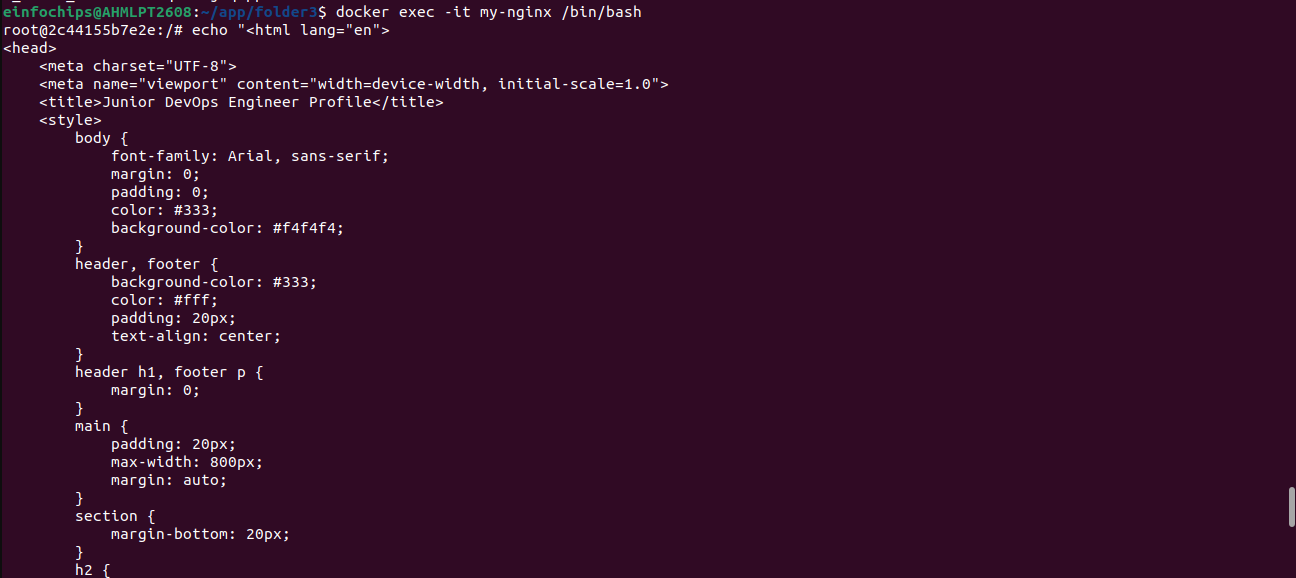 einfochips@AHMLPT2608:~/app/folder3$ docker exec -it my-nginx /bin/bash
root@2c44155b7e2e:/# echo "<html lang="en">
<head>
    <meta charset="UTF-8">
    <meta name="viewport" content="width=device-width, initial-scale=1.0">
    <title>Junior DevOps Engineer Profile</title>
    <style>
        body {
            font-family: Arial, sans-serif;
            margin: 0;
            padding: 0;
            color: #333;
            background-color: #f4f4f4;
        }
        header, footer {
            background-color: #333;
            color: #fff;
            padding: 20px;
            text-align: center;
        }
        header h1, footer p {
            margin: 0;
        }
        main {
            padding: 20px;
            max-width: 800px;
            margin: auto;
        }
        section {
            margin-bottom: 20px;
        }
        h2 {